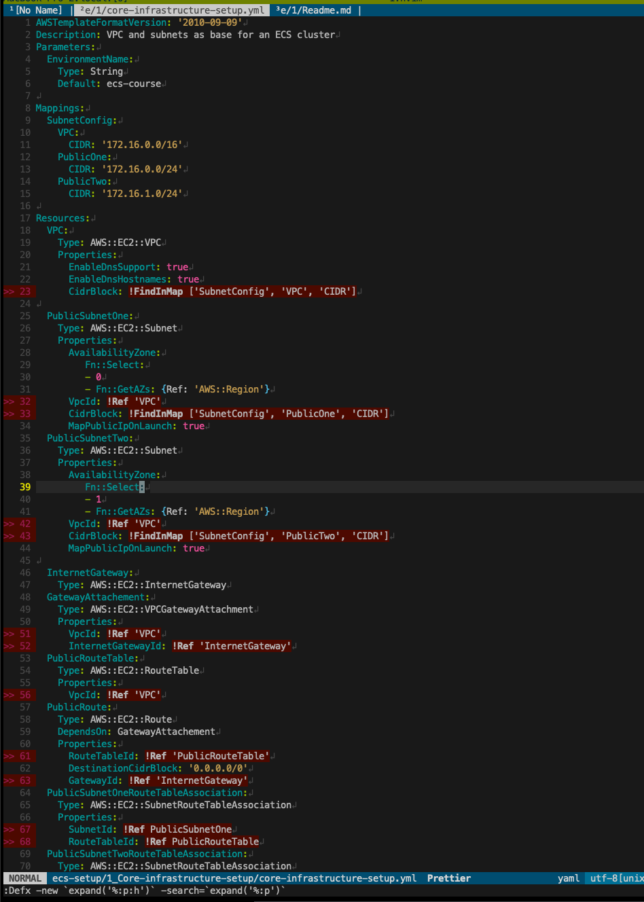 ¹[No Name] | ²e/1/core-infrastructure-setup.yml ³e/1/Readme.md |
1 AWSTemplateFormatVersion: '2010-09-09'↲
2 Description: VPC and subnets as base for an ECS cluster
3 Parameters:↲
4   EnvironmentName:↲
5     Type: String↲
6     Default: ecs-course↲
7 ↲
8 Mappings:↲
9   SubnetConfig:↲
10     VPC:↲
11       CIDR: '172.16.0.0/16'↲
12     PublicOne:↲
13       CIDR: '172.16.0.0/24'↲
14     PublicTwo:↲
15       CIDR: '172.16.1.0/24'↲
16 ↲
17 Resources:↲
18   VPC:↲
19     Type: AWS::EC2::VPC↲
20     Properties:↲
21       EnableDnsSupport: true↲
22       EnableDnsHostnames: true↲
>> 23       CidrBlock: !FindInMap ['SubnetConfig', 'VPC', 'CIDR']↲
24 ↲
25   PublicSubnetOne:↲
26     Type: AWS::EC2::Subnet↲
27     Properties:↲
28       AvailabilityZone:↲
29         Fn::Select:↲
30         - 0↲
31         - Fn::GetAZs: {Ref: 'AWS::Region'}↲
>> 32       VpcId: !Ref 'VPC'↲
>> 33       CidrBlock: !FindInMap ['SubnetConfig', 'PublicOne', 'CIDR']↲
34       MapPublicIpOnLaunch: true↲
35   PublicSubnetTwo:↲
36     Type: AWS::EC2::Subnet↲
37     Properties:↲
38       AvailabilityZone:↲
39         Fn::Select:↲
40         - 1↲
41         - Fn::GetAZs: {Ref: 'AWS::Region'}↲
>> 42       VpcId: !Ref 'VPC'↲
>> 43       CidrBlock: !FindInMap ['SubnetConfig', 'PublicTwo', 'CIDR']↲
44       MapPublicIpOnLaunch: true↲
45 ↲
46   InternetGateway:↲
47     Type: AWS::EC2::InternetGateway↲
48   GatewayAttachement:↲
49     Type: AWS::EC2::VPCGatewayAttachment↲
50     Properties:↲
>> 51       VpcId: !Ref 'VPC'↲
>> 52       InternetGatewayId: !Ref 'InternetGateway'↲
53   PublicRouteTable:↲
54     Type: AWS::EC2::RouteTable↲
55     Properties:↲
>> 56       VpcId: !Ref 'VPC'↲
57   PublicRoute:↲
58     Type: AWS::EC2::Route↲
59     DependsOn: GatewayAttachement↲
60     Properties:↲
>> 61       RouteTableId: !Ref 'PublicRouteTable'↲
62       DestinationCidrBlock: '0.0.0.0/0'↲
>> 63       GatewayId: !Ref 'InternetGateway'↲
64   PublicSubnetOneRouteTableAssociation:↲
65     Type: AWS::EC2::SubnetRouteTableAssociation↲
66     Properties:↲
>> 67       SubnetId: !Ref PublicSubnetOne↲
>> 68       RouteTableId: !Ref PublicRouteTable↲
69   PublicSubnetTwoRouteTableAssociation:↲
70     Type: AWS::EC2::SubnetRouteTableAssociation↲
NORMAL ecs-setup/1_Core-infrastructure-setup/core-infrastructure-setup.yml Prettier yaml utf-8[unix
:Defx -new `expand('%:p:h')` -search=`expand('%:p')`